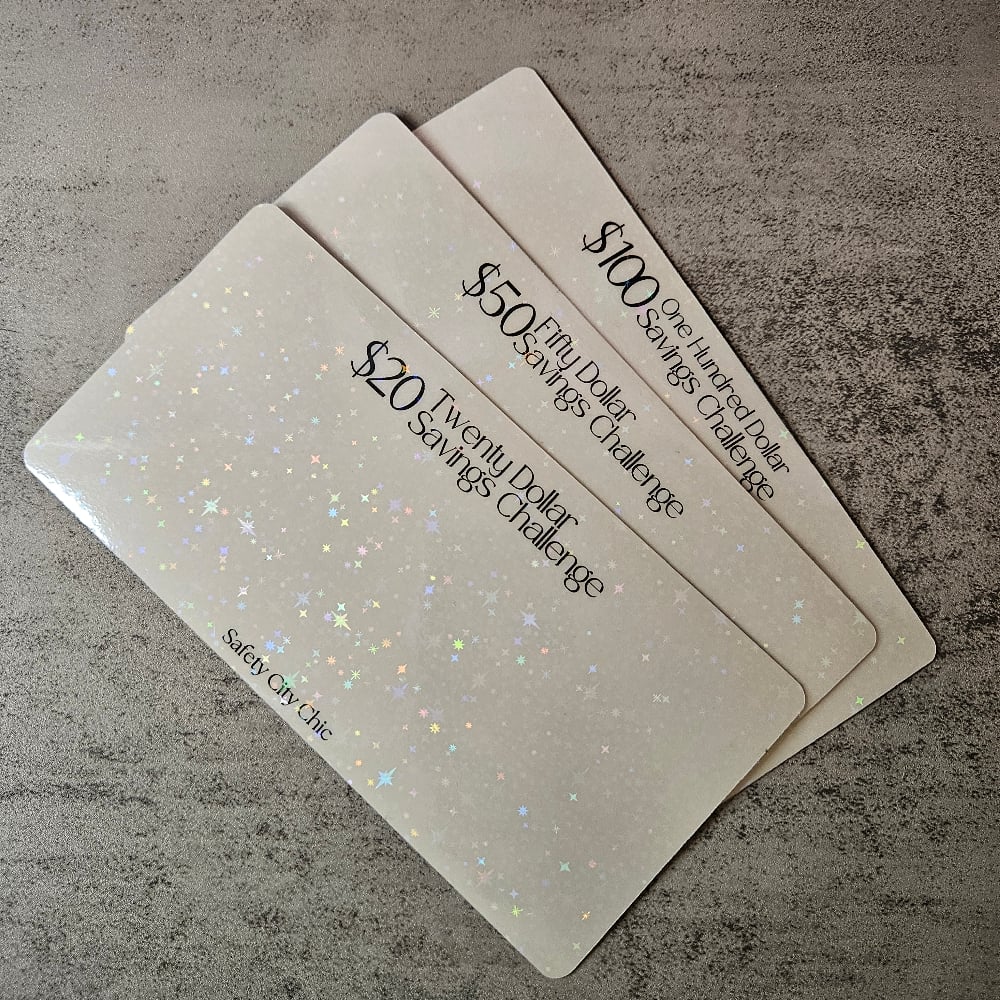 $100 One Hundred Dollar
Savings Challenge
$50 Fifty Dollar
Savings Challenge
$20 Twenty Dollar
Savings Challenge
Safety City Chic